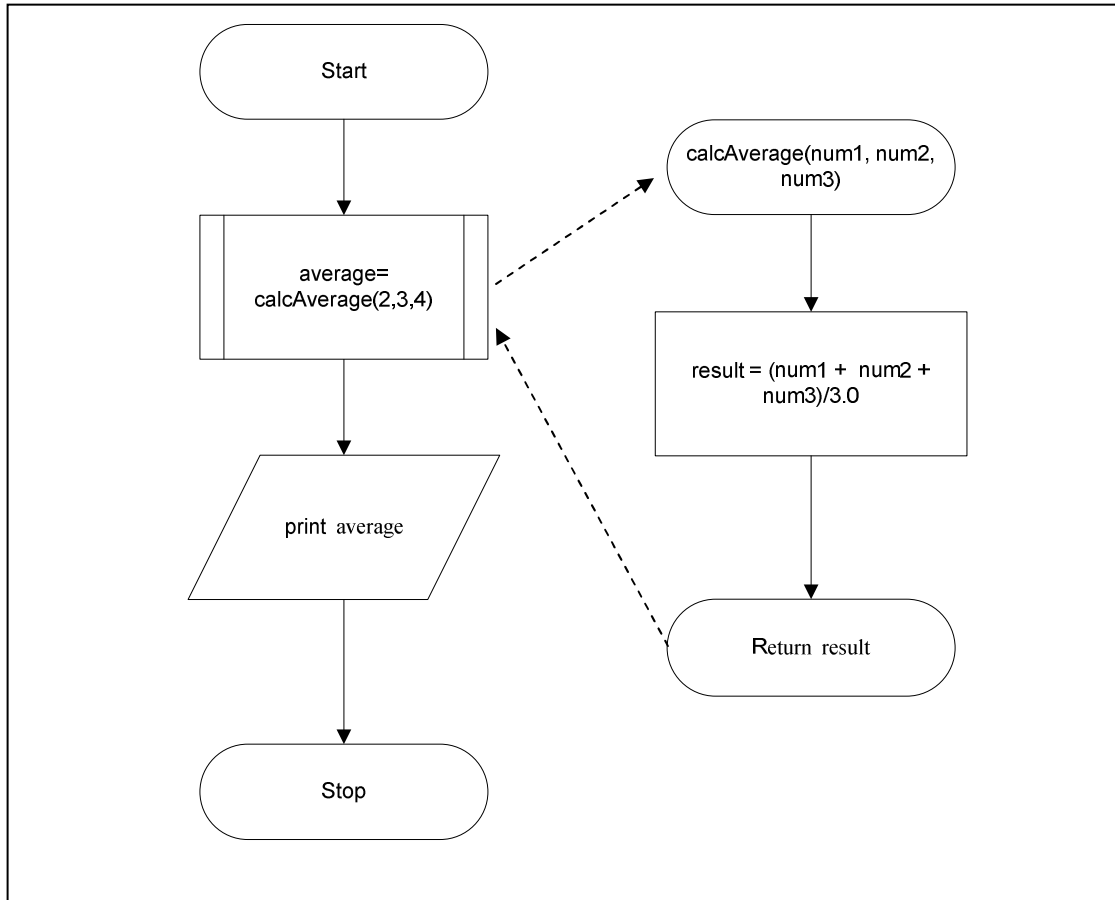 Start
average=
calcAverage(2,3,4)
print average
Stop
calcAverage(num1, num2,
num3)
result = (num1 + num2 +
num3)/3.0
Return result